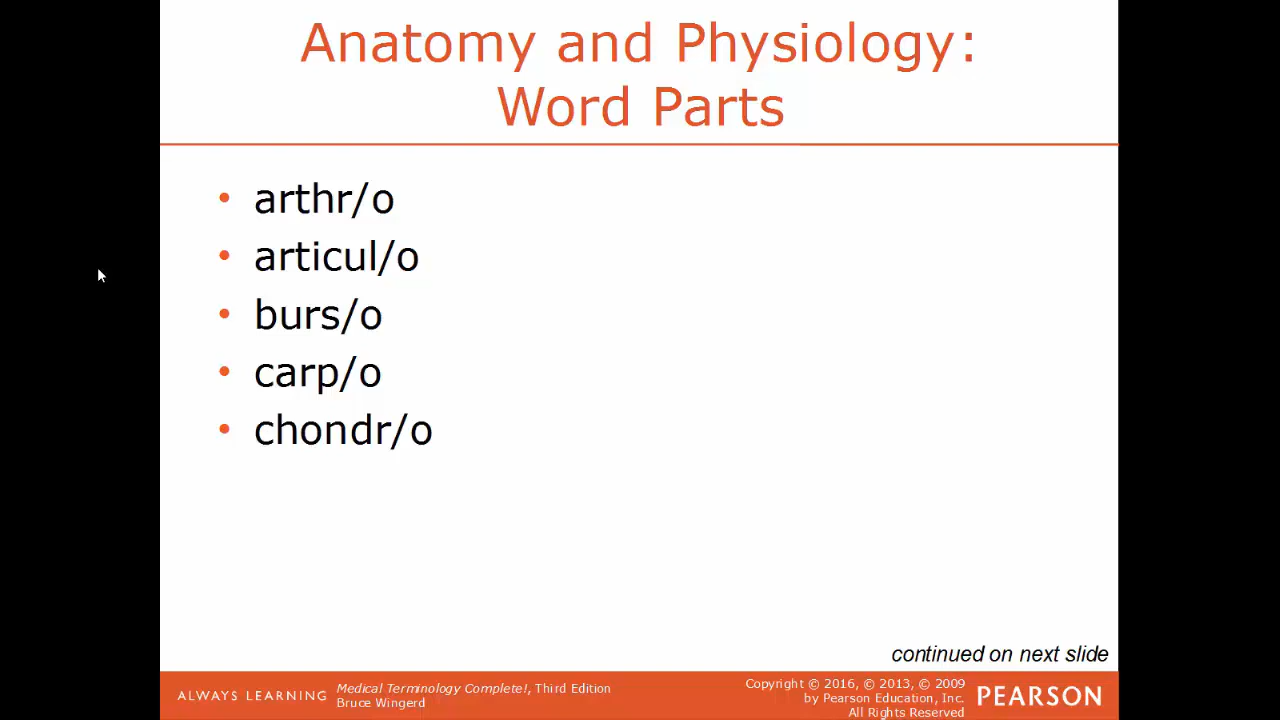 Anatomy and Physiology:
Word Parts
• arthr/o
• articul/o
• burs/o
• carp/o
• chondr/o
continued on next slide
ALWAYS LEARNING
Medical Terminology Complete!, Third Edition
Bruce Wingerd
Copyright © 2016, © 2013, © 2009
by Pearson Education, Inc.
All Rights Reserved
PEARSON